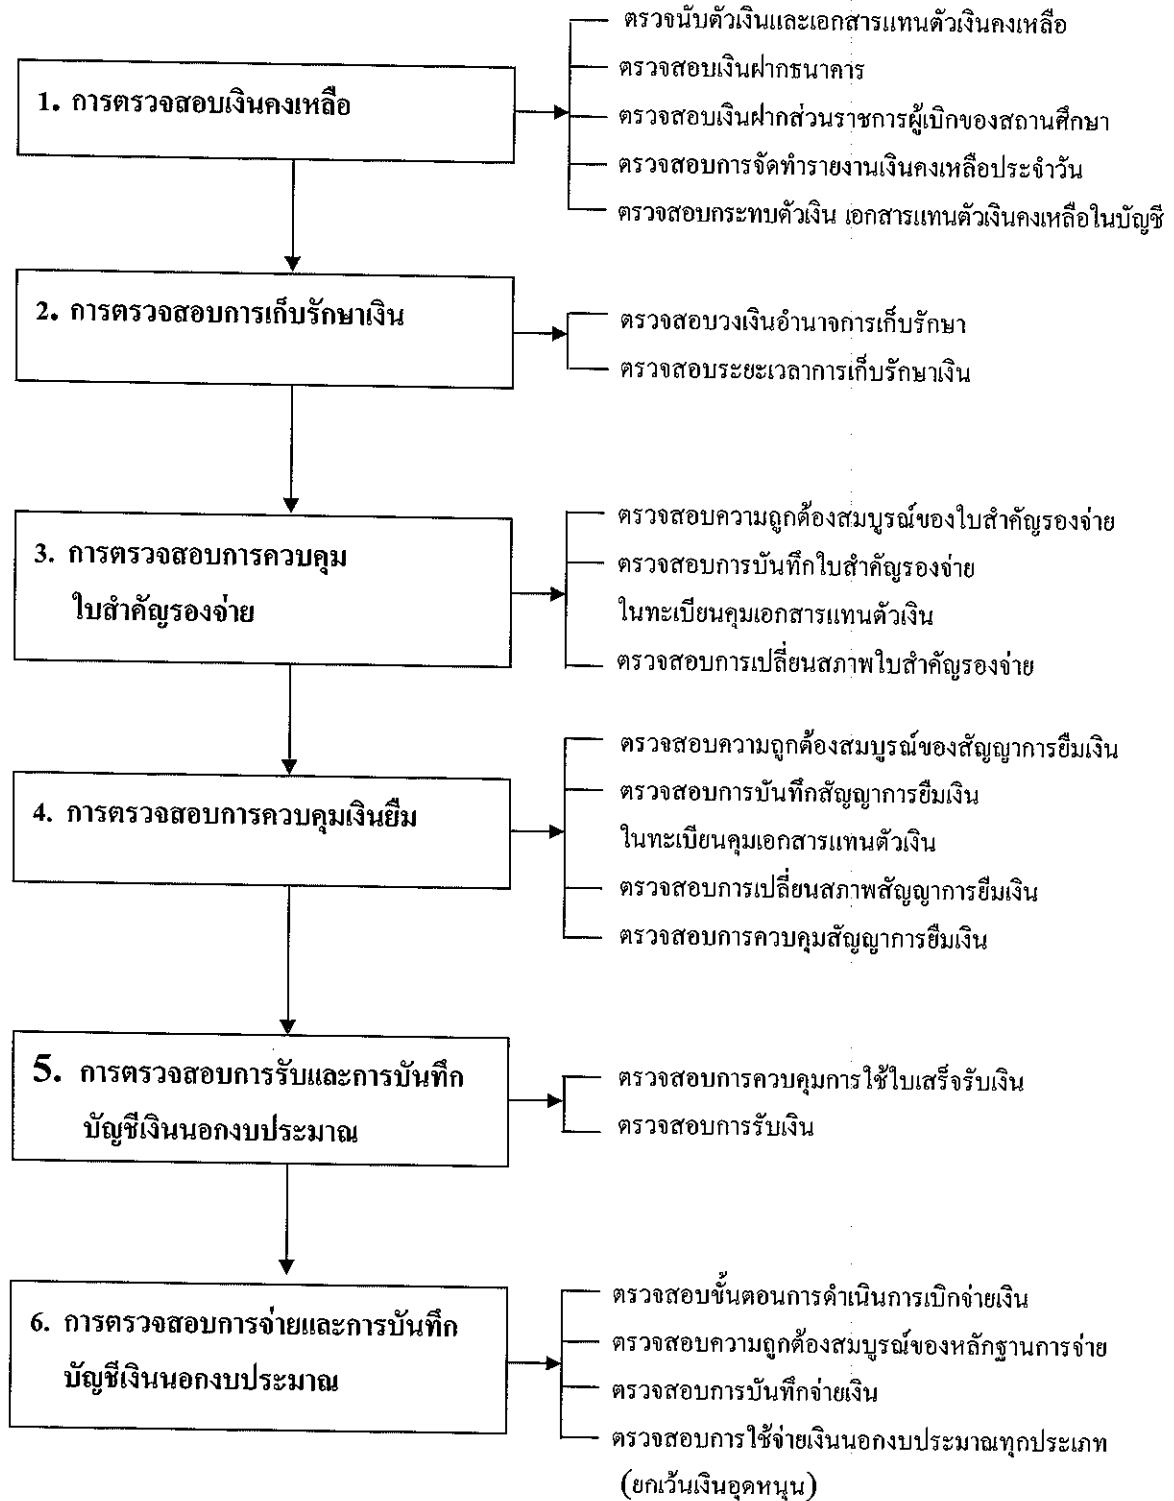 ตรวจนับตัวเงินและเอกสารแทนตัวเงินคงเหลือ
ตรวจสอบเงินฝากธนาคาร
1. การตรวจสอบเงินคงเหลือ
ตรวจสอบเงินฝากส่วนราชการผู้เบิกของสถานศึกษา
ตรวจสอบการจัดทำรายงานเงินคงเหลือประจำวัน
ตรวจสอบกระทบตัวเงิน เอกสารแทนตัวเงินคงเหลือในบัญชี
2. การตรวจสอบการเก็บรักษาเงิน
ตรวจสอบวงเงินอำนาจการเก็บรักษา
ตรวจสอบระยะเวลาการเก็บรักษาเงิน
3. การตรวจสอบการควบคุม
ใบสำคัญรองจ่าย
ตรวจสอบความถูกต้องสมบูรณ์ของใบสำคัญรองจ่าย
ตรวจสอบการบันทึกใบสำคัญรองจ่าย
ในทะเบียนคุมเอกสารแทนตัวเงิน
ตรวจสอบการเปลี่ยนสภาพใบสำคัญรองจ่าย
4. การตรวจสอบการควบคุมเงินยืม
ตรวจสอบความถูกต้องสมบูรณ์ของสัญญาการยืมเงิน
ตรวจสอบการบันทึกสัญญาการยืมเงิน
ในทะเบียนคุมเอกสารแทนตัวเงิน
ตรวจสอบการเปลี่ยนสภาพสัญญาการยืมเงิน
ตรวจสอบการควบคุมสัญญาการยืมเงิน
5. การตรวจสอบการรับและการบันทึก
บัญชีเงินนอกงบประมาณ
ตรวจสอบการควบคุมการใช้ใบเสร็จรับเงิน
ตรวจสอบการรับเงิน
6. การตรวจสอบการจ่ายและการบันทึก
บัญชีเงินนอกงบประมาณ
ตรวจสอบขั้นตอนการดำเนินการเบิกจ่ายเงิน
ตรวจสอบความถูกต้องสมบูรณ์ของหลักฐานการจ่าย
ตรวจสอบการบันทึกจ่ายเงิน
ตรวจสอบการใช้จ่ายเงินนอกงบประมาณทุกประเภท
(ยกเว้นเงินอุดหนุน)